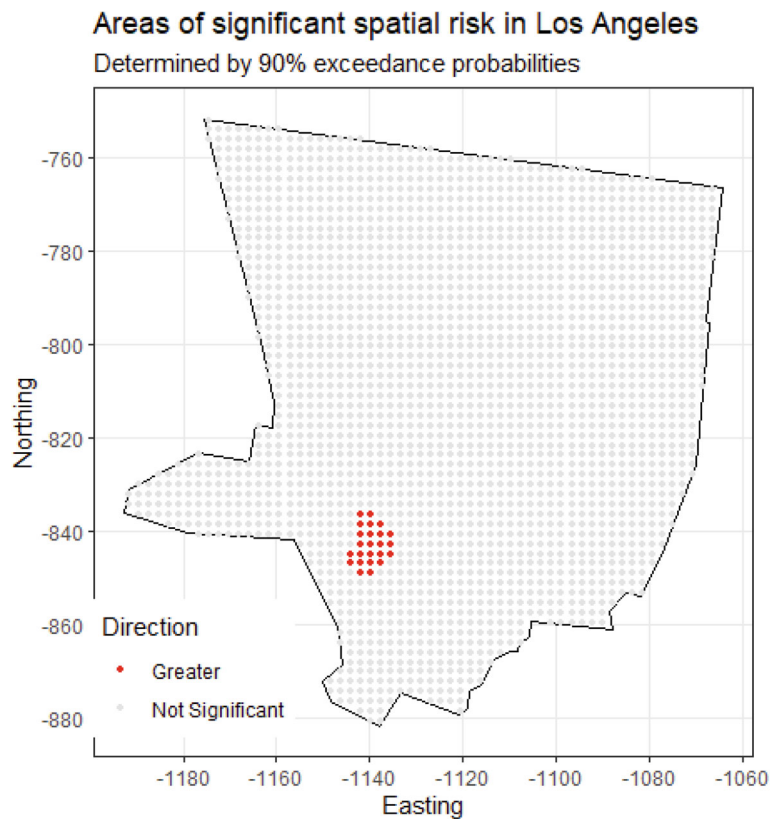 Areas of significant spatial risk in Los Angeles
Determined by 90% exceedance probabilities
-760
-780
-800
-820
-840
-860
-880
Northing
Direction
Greater
Not Significant
-1180 -1160 -1140 -1120 -1100 -1080 -1060
Easting